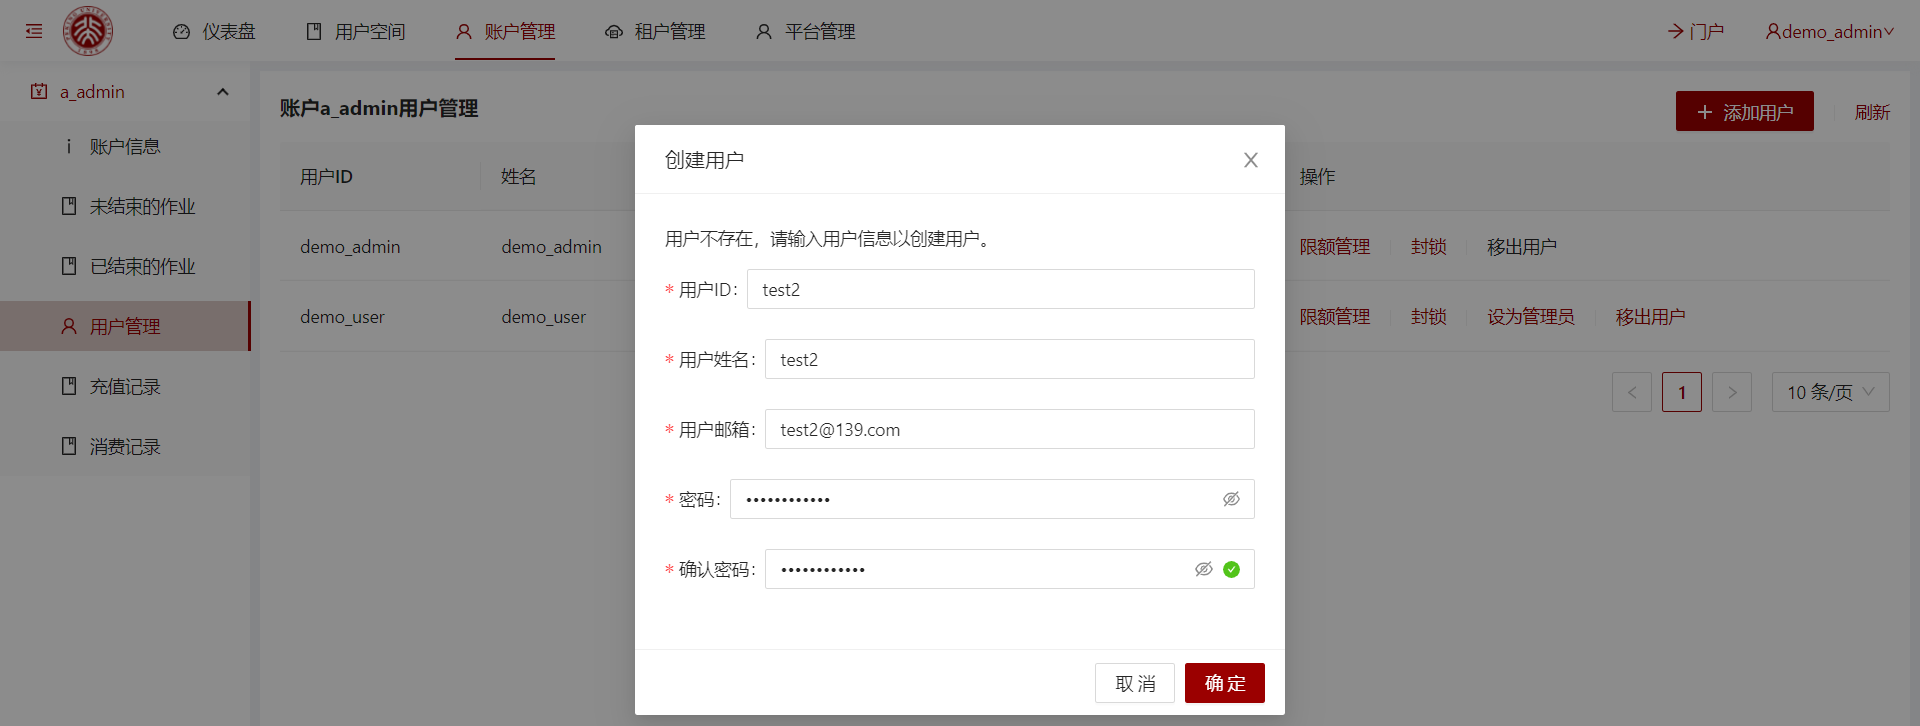 仪表盘
用户空间
账户管理
租户管理
平台管理
门户
demo_admin
a_admin
账户信息
未结束的作业
已结束的作业
用户管理
充值记录
消费记录
账户a_admin用户管理
添加用户
刷新
用户ID 姓名 操作
demo_admin demo_admin 限额管理 封锁 移出用户
demo_user demo_user 限额管理 封锁 设为管理员 移出用户
< 1 > 10 条/页
创建用户
用户不存在，请输入用户信息以创建用户。
* 用户ID: test2
* 用户姓名: test2
* 用户邮箱: test2@139.com
* 密码: ••••••••••••
* 确认密码: ••••••••••••
取 消
确 定